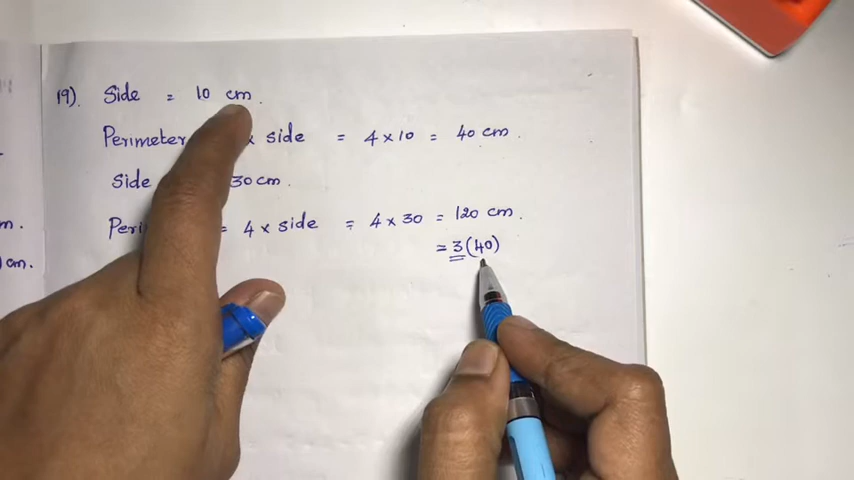 19). Side = 10 cm.
Perimeter x side = 4 x 10 = 40 cm.
Side 30 cm.
m.
Peri = 4 x side = 4 x 30 = 120 cm.
= 3(40)
cm.